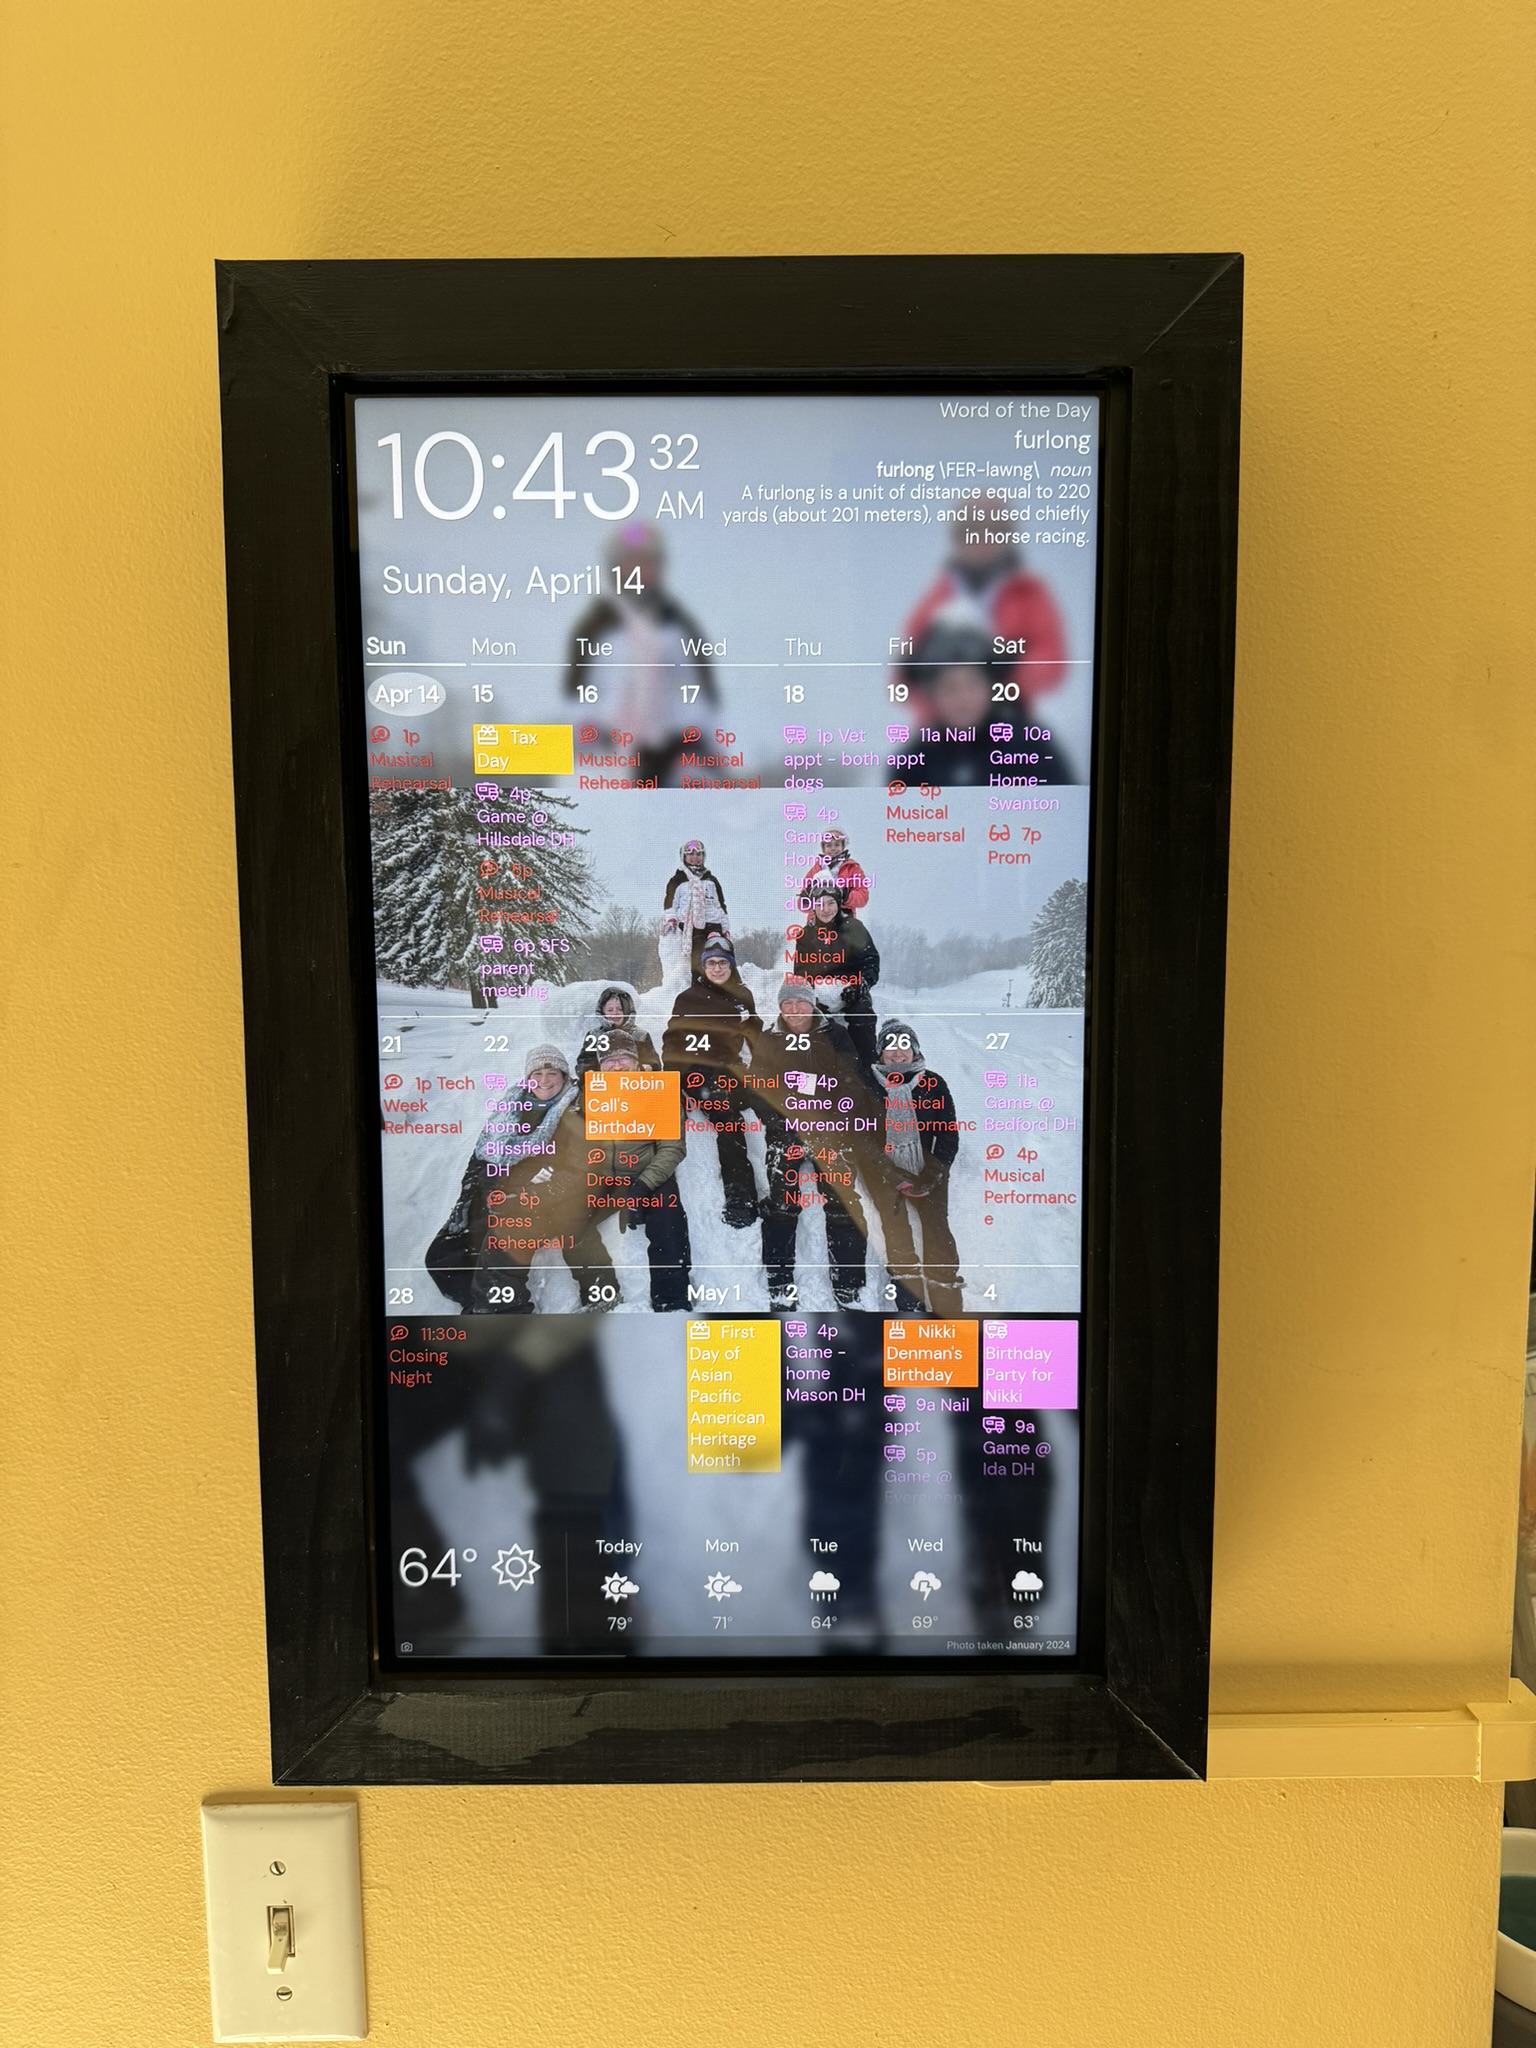 Word of the Day
furlong
furlong \FER-lawng\ noun
A furlong is a unit of distance equal to 220
yards (about 201 meters), and is used chiefly
in horse racing.
10:43 32
AM
Sunday, April 14
Sun Mon Tue Wed Thu Fri Sat
Apr 14
1p
Musical
Rehearsal
15
Tax
Day
4p
Game @
Hillsdale DH
5p
Musical
Rehearsal
6p SFS
parent
meeting
16
5p
Musical
Rehearsal
17
5p
Musical
Rehearsal
18
1p Vet
appt - both
dogs
4p
Game -
Home -
Summerfiel
d DH
5p
Musical
Rehearsal
19
11a Nail
appt
5p
Musical
Rehearsal
20
10a
Game -
Home-
Swanton
7p
Prom
21
1p Tech
Week
Rehearsal
22
4p
Game -
home -
Blissfield
DH
5p
Dress
Rehearsal 1
23
Robin
Call's
Birthday
5p
Dress
Rehearsal 2
24
5p Final
Dress
Rehearsal
25
4p
Game @
Morenci DH
4p
Opening
Night
26
6p
Musical
Performanc
e
27
11a
Game @
Bedford DH
4p
Musical
Performanc
e
28
11:30a
Closing
Night
29
30
May 1
First
Day of
Asian
Pacific
American
Heritage
Month
2
4p
Game -
home
Mason DH
3
Nikki
Denman's
Birthday
9a Nail
appt
5p
Game @
Evergreen
4
Birthday
Party for
Nikki
9a
Game @
Ida DH
64°
Today Mon Tue Wed Thu
79° 71° 64° 69° 63°
Photo taken January 2024